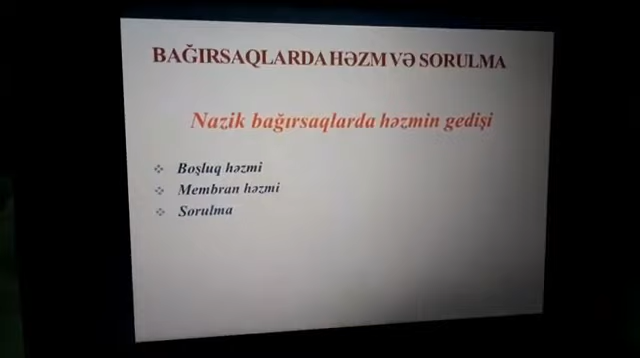 BAĞIRSAQLARDA HƏZM VƏ SORULMA
Nazik bağırsaqlarda həzmin gedişi
Boşluq həzmi
Membran həzmi
Sorulma